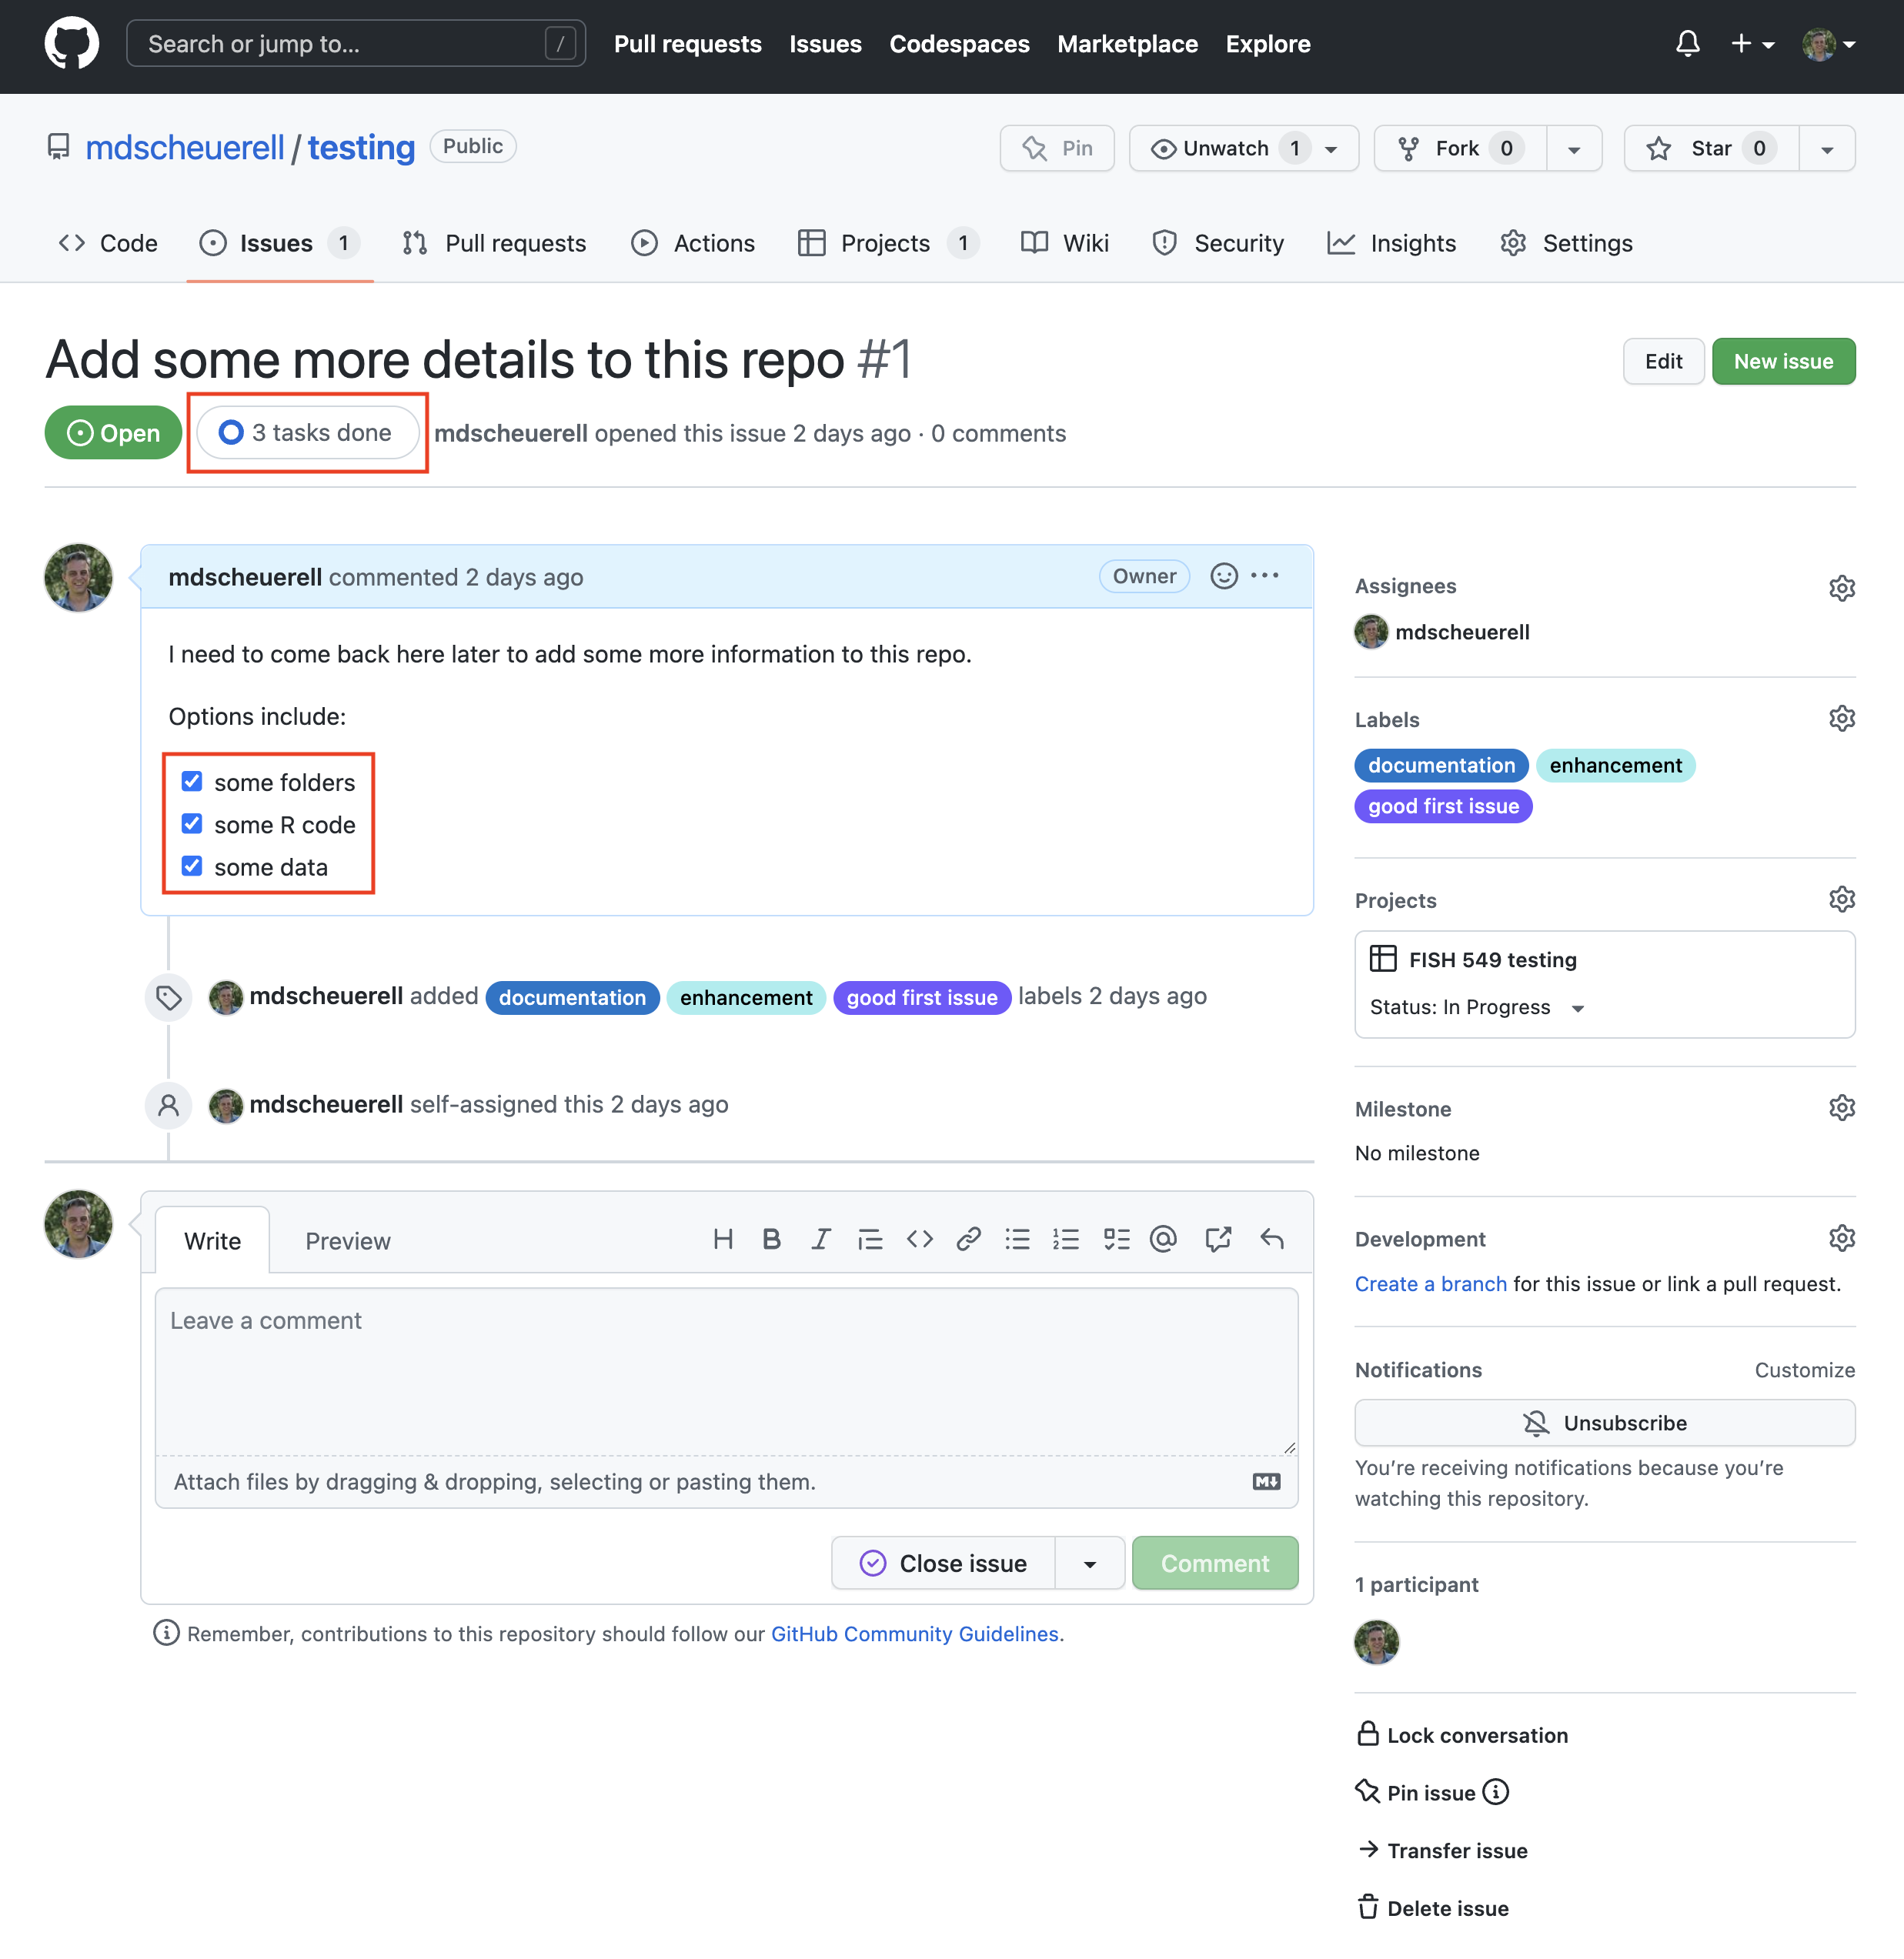 Search or jump to... / Pull requests Issues Codespaces Marketplace Explore
mdscheuerell / testing Public Pin Unwatch 1 Fork 0 Star 0
Code Issues 1 Pull requests Actions Projects 1 Wiki Security Insights Settings
Add some more details to this repo #1 Edit New issue
Open 3 tasks done mdscheuerell opened this issue 2 days ago · 0 comments
mdscheuerell commented 2 days ago Owner
I need to come back here later to add some more information to this repo.
Options include:
some folders
some R code
some data
mdscheuerell added documentation enhancement good first issue labels 2 days ago
mdscheuerell self-assigned this 2 days ago
Write Preview
Leave a comment
Attach files by dragging & dropping, selecting or pasting them.
Close issue Comment
Remember, contributions to this repository should follow our GitHub Community Guidelines.
Assignees
mdscheuerell
Labels
documentation enhancement
good first issue
Projects
FISH 549 testing
Status: In Progress
Milestone
No milestone
Development
Create a branch for this issue or link a pull request.
Notifications Customize
Unsubscribe
You’re receiving notifications because you’re
watching this repository.
1 participant
Lock conversation
Pin issue
Transfer issue
Delete issue